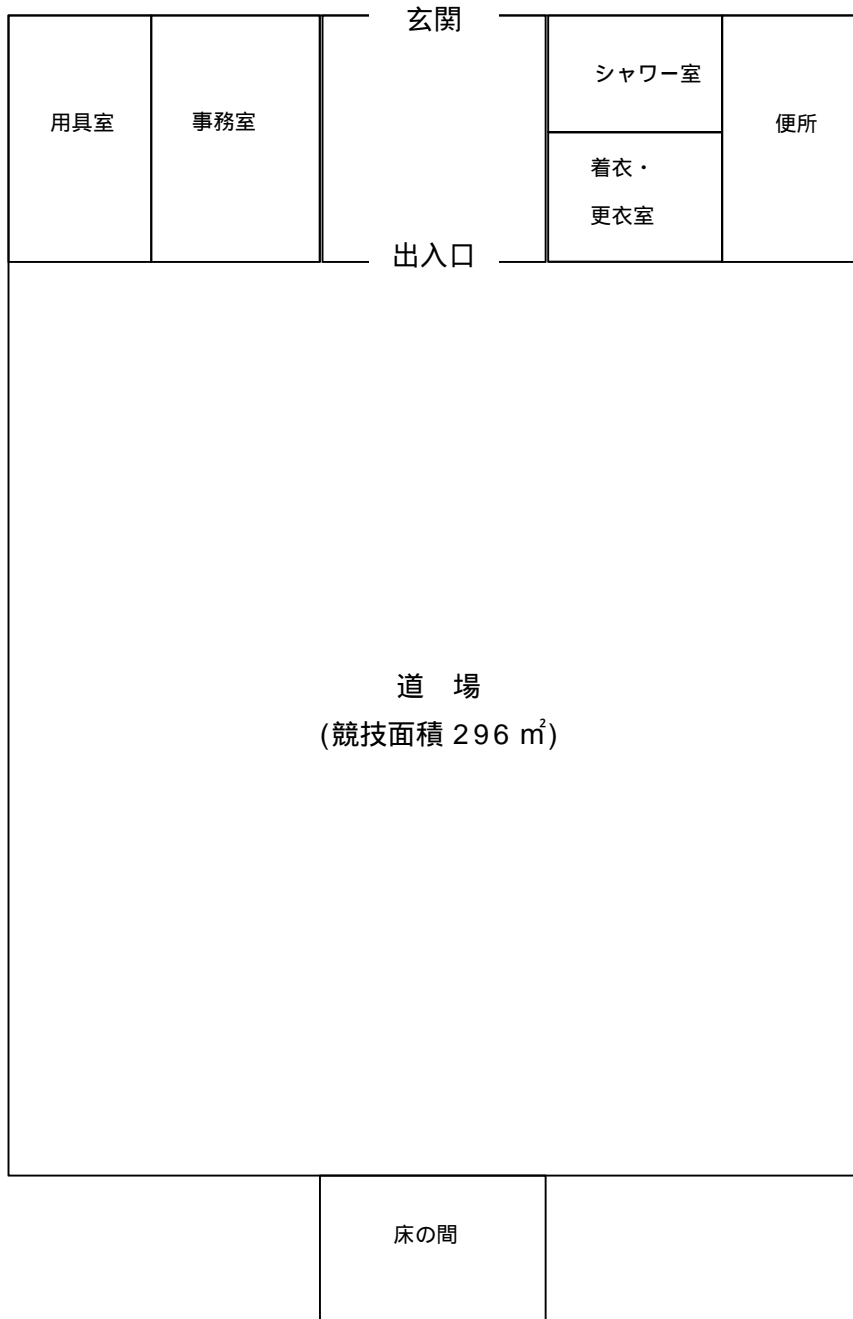 玄関
シャワー室
用具室
事務室
便所
着衣・
更衣室
出入口
道　場
(競技面積 296 ㎡)
床の間